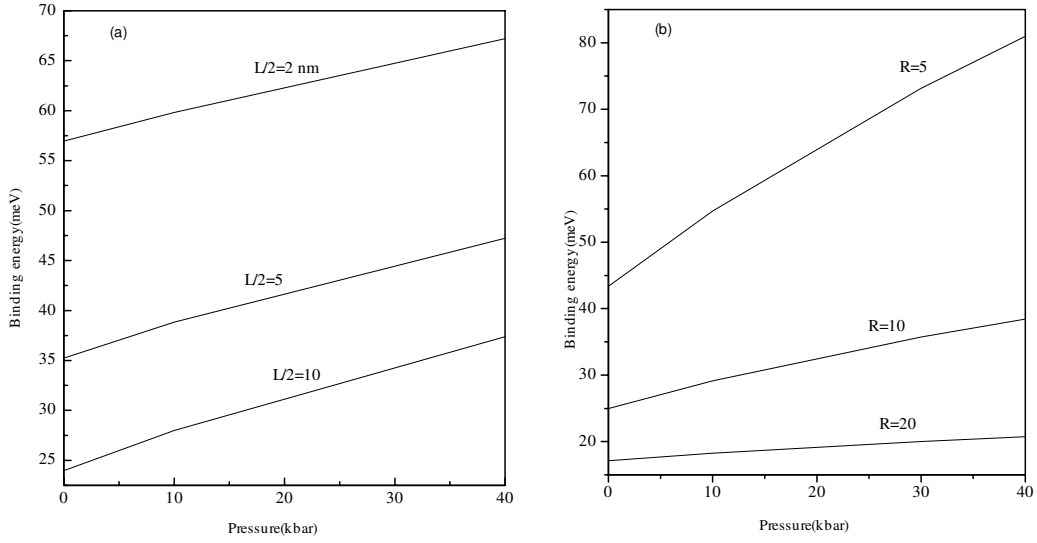 (a)
70
65
60
55
50
45
40
35
30
25
Binding energy(meV)
L/2=2 nm
L/2=5
L/2=10
0 10 20 30 40
Pressure(kbar)
(b)
80
70
60
50
40
30
20
Binding energy(meV)
R=5
R=10
R=20
0 10 20 30 40
Pressure(kbar)